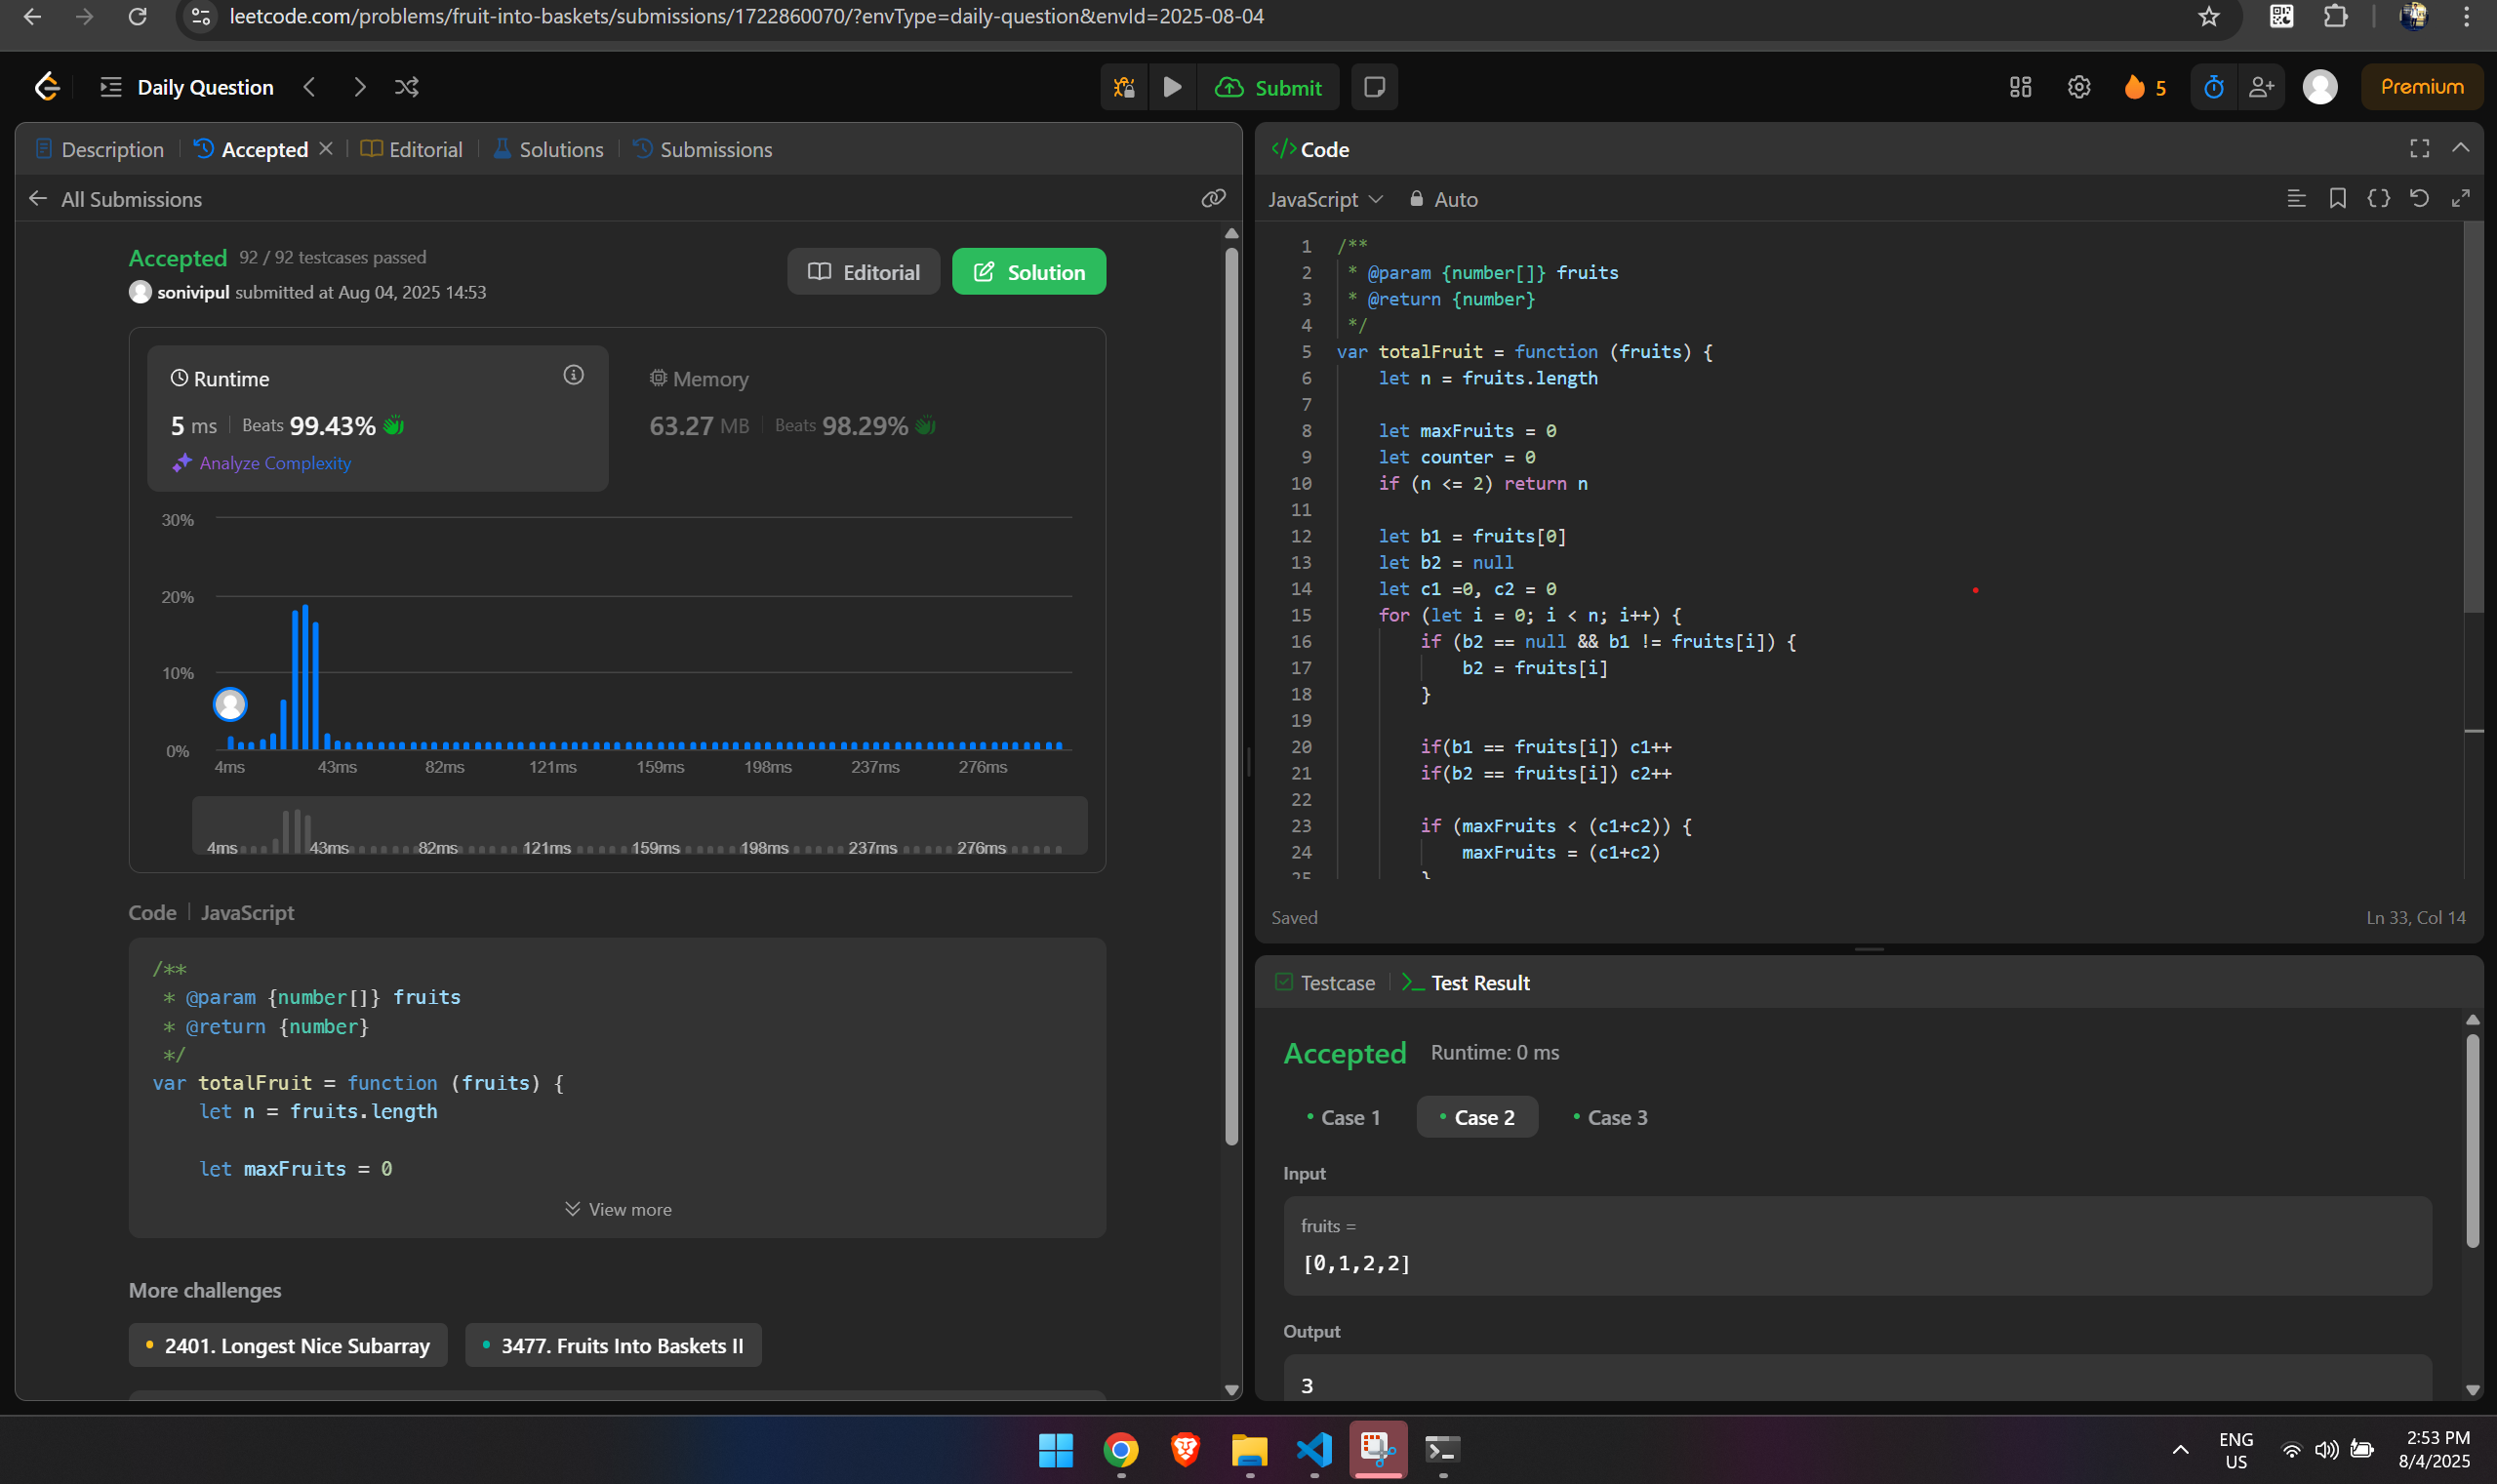 leetcode.com/problems/fruit-into-baskets/submissions/1722860070/?envType=daily-question&envId=2025-08-04
Daily Question
Submit
5
Premium
Description
Accepted
Editorial
Solutions
Submissions
All Submissions
Accepted 92 / 92 testcases passed
sonivipul submitted at Aug 04, 2025 14:53
Editorial
Solution
Runtime
5 ms Beats 99.43%
Analyze Complexity
Memory
63.27 MB Beats 98.29%
30%
20%
10%
0%
4ms 43ms 82ms 121ms 159ms 198ms 237ms 276ms
4ms 43ms 82ms 121ms 159ms 198ms 237ms 276ms
Code JavaScript
/**
 * @param {number[]} fruits
 * @return {number}
 */
var totalFruit = function (fruits) {
    let n = fruits.length
    let maxFruits = 0
View more
More challenges
2401. Longest Nice Subarray
3477. Fruits Into Baskets II
</> Code
JavaScript Auto
1 /**
2  * @param {number[]} fruits
3  * @return {number}
4  */
5 var totalFruit = function (fruits) {
6     let n = fruits.length
7
8     let maxFruits = 0
9     let counter = 0
10     if (n <= 2) return n
11
12     let b1 = fruits[0]
13     let b2 = null
14     let c1 =0, c2 = 0
15     for (let i = 0; i < n; i++) {
16         if (b2 == null && b1 != fruits[i]) {
17             b2 = fruits[i]
18         }
19
20         if(b1 == fruits[i]) c1++
21         if(b2 == fruits[i]) c2++
22
23         if (maxFruits < (c1+c2)) {
24             maxFruits = (c1+c2)
25         }
Saved
Ln 33, Col 14
Testcase
Test Result
Accepted Runtime: 0 ms
Case 1
Case 2
Case 3
Input
fruits =
[0,1,2,2]
Output
3
ENG
US
2:53 PM
8/4/2025